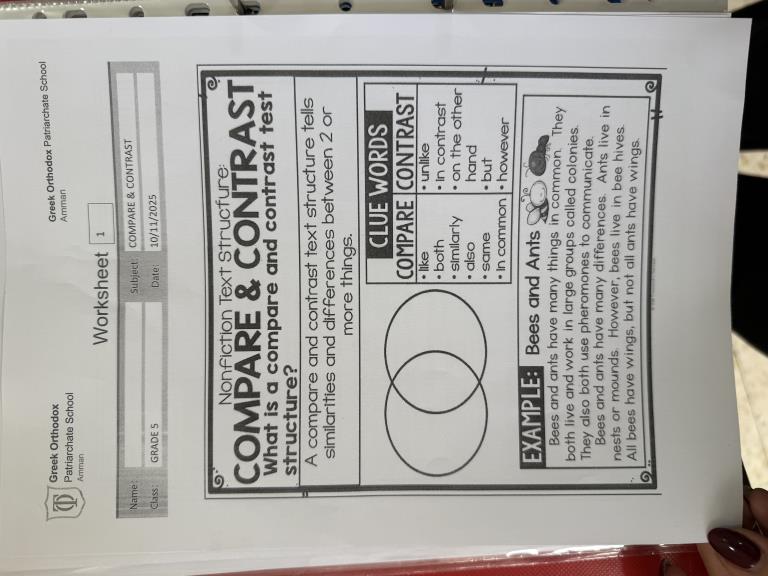 Greek Orthodox
Patriarchate School
Amman
Greek Orthodox Patriarchate School
Amman
Worksheet 1
Name: Subject: COMPARE & CONTRAST
Class: GRADE 5 Date: 10/11/2025
Nonfiction Text Structure:
COMPARE & CONTRAST
What is a compare and contrast test
structure?
A compare and contrast text structure tells
similarities and differences between 2 or
more things.
CLUE WORDS
COMPARE
• like
• both
• similarly
• also
• same
• in common
CONTRAST
• unlike
• in contrast
• on the other
hand
• but
• however
EXAMPLE: Bees and Ants
Bees and ants have many things in common. They
both live and work in large groups called colonies.
They also both use pheromones to communicate.
Bees and ants have many differences. Ants live in
nests or mounds. However, bees live in bee hives.
All bees have wings, but not all ants have wings.